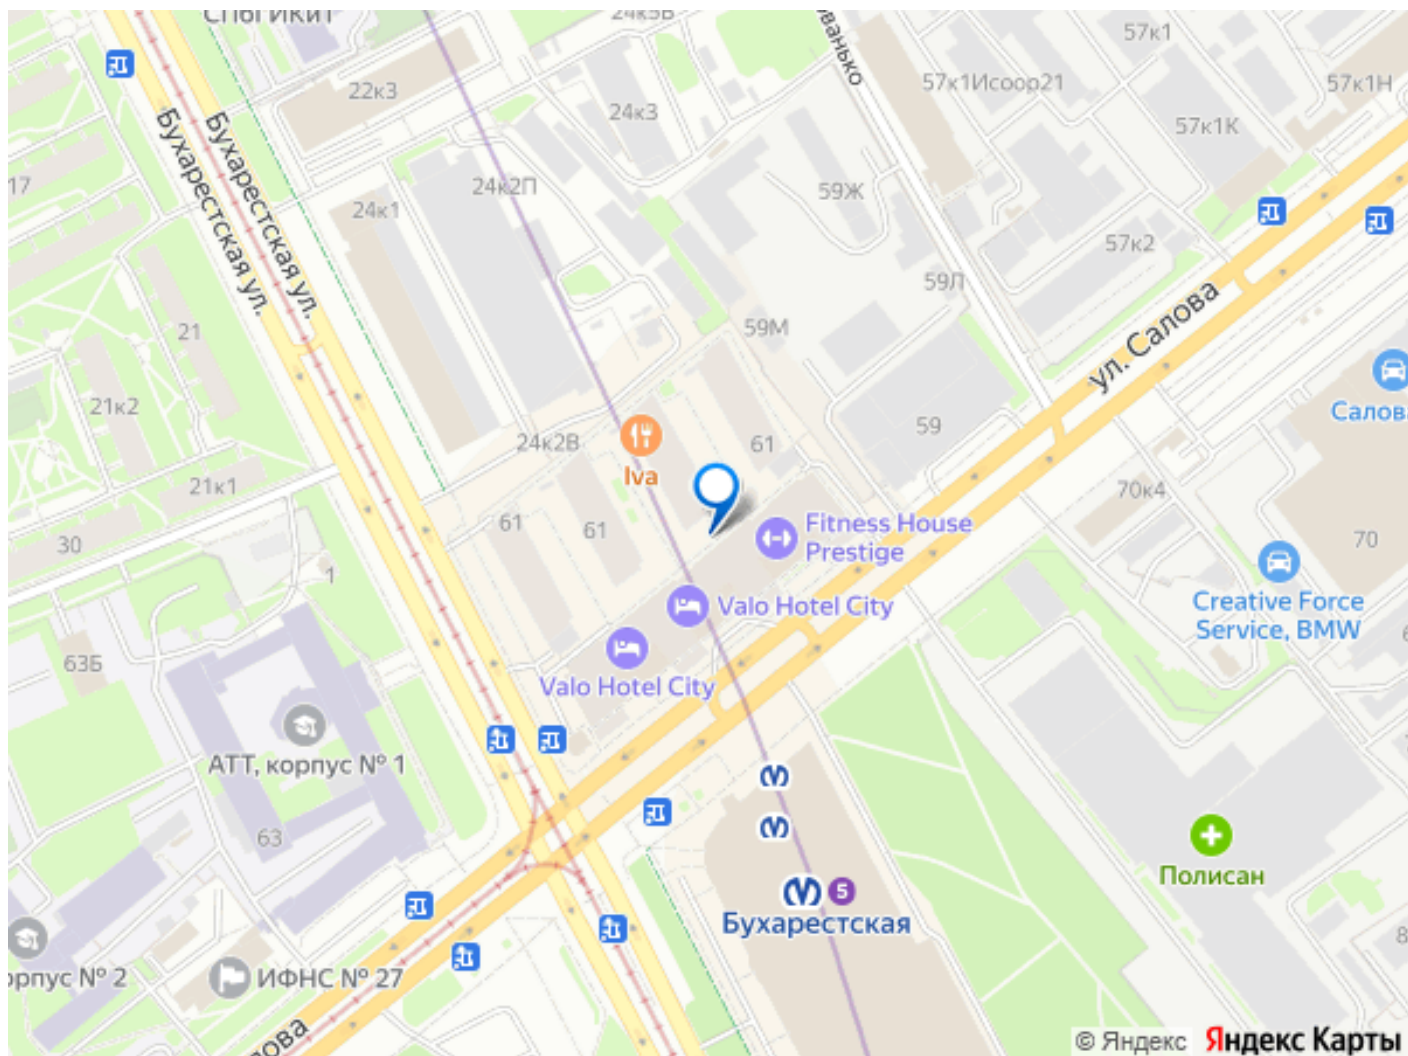 СПбГИКиТ
24к5В
57к1
22к3
24к3
57к1Исоор21
57к1Н
57к1К
Бухарестская ул.
Бухарестская ул.
17
24к1
24к2П
59Ж
57к2
59Л
ул. Салова
21
59М
21к2
Салова
24к2В
61
59
Iva
21к1
70к4
61
61
30
Fitness House
Prestige
70
1
Valo Hotel City
Creative Force
Service, BMW
63Б
Valo Hotel City
АТТ, корпус № 1
63
Полисан
5
Бухарестская
корпус № 2
ИФНС № 27
© Яндекс Яндекс Карты